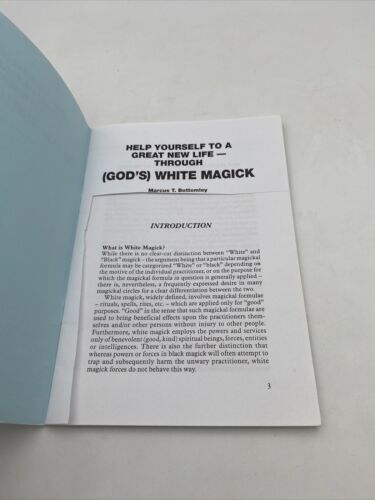 HELP YOURSELF TO A
GREAT NEW LIFE —
THROUGH
(GOD'S) WHITE MAGICK
Marcus T. Bottomley
INTRODUCTION
What is White Magick?
While there is no clear-cut distinction between "White" and
"Black" magick – the argument being that a particular magickal
formula may be categorized "White" or "black" depending on
the motive of the individual practitioner, or on the purpose for
which the magickal formula in question is generally applied –
there is, nevertheless, a frequently expressed desire in many
magickal circles for a clear differentiation between the two.
White magick, widely defined, involves magickal formulae
– rituals, spells, rites, etc. – which are applied only for "good"
purposes. "Good" in the sense that such magickal formulae are
used to bring beneficial effects upon the practitioners them-
selves and/or other persons without injury to other people.
Furthermore, white magick employs the powers and services
only of benevolent (good, kind) spiritual beings, forces, entities
or intelligences. There is also the further distinction that
whereas powers or forces in black magick will often attempt to
trap and subsequently harm the unwary practitioner, white
magick forces do not behave this way.
3